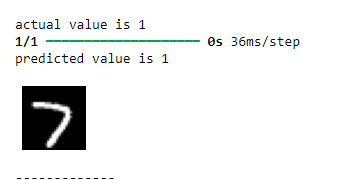 actual value is 1
1/1 ━━━━━━━━━━━━━━━━━━━━ 0s 36ms/step
predicted value is 1
7
-------------